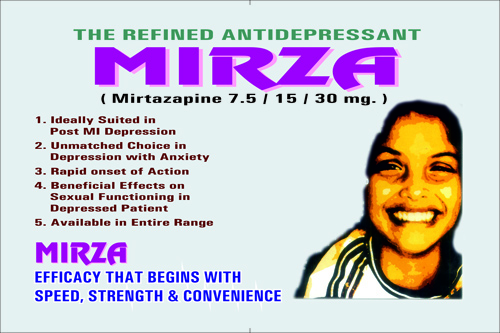 THE REFINED ANTIDEPRESSANT
MIRZA
( Mirtazapine 7.5 / 15 / 30 mg. )
1. Ideally Suited in
Post MI Depression
2. Unmatched Choice in
Depression with Anxiety
3. Rapid onset of Action
4. Beneficial Effects on
Sexual Functioning in
Depressed Patient
5. Available in Entire Range
MIRZA
EFFICACY THAT BEGINS WITH
SPEED, STRENGTH & CONVENIENCE